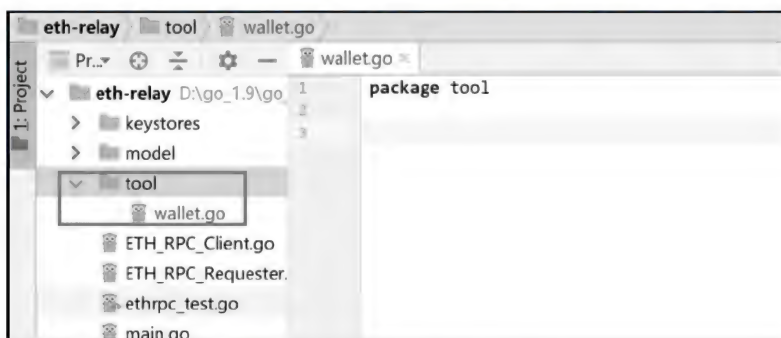 eth-relay tool wallet.go
Pr... wallet.go
1: Project
eth-relay D:\go_1.9\go
1 package tool
2
3
keystores
model
tool
wallet.go
ETH_RPC_Client.go
ETH_RPC_Requester.
ethrpc_test.go
main.go